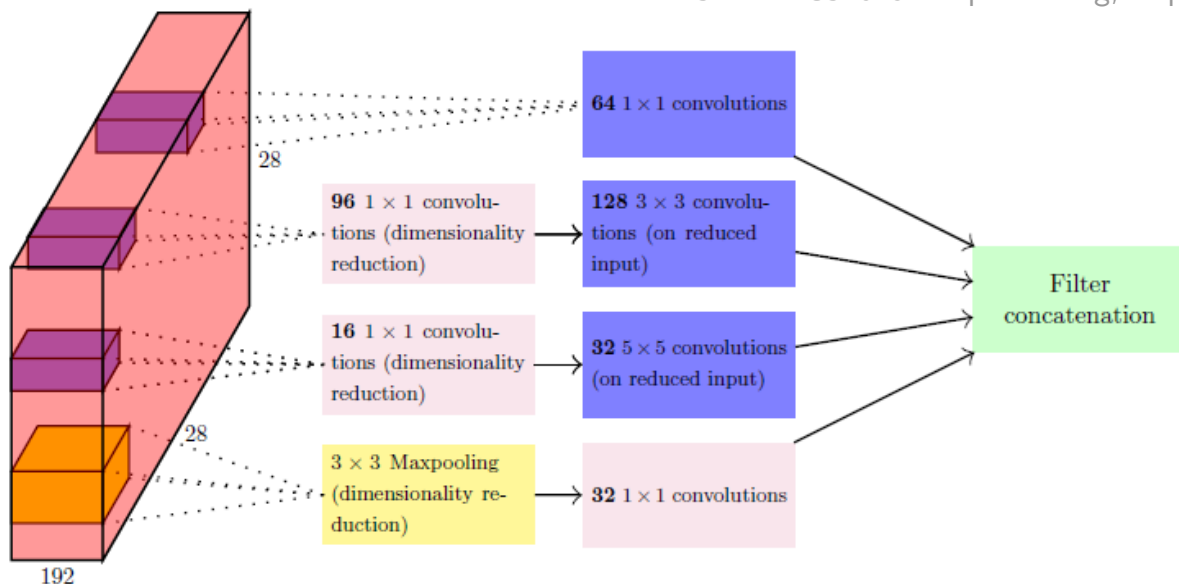 64 1 × 1 convolutions
28
96 1 × 1 convolu-
tions (dimensionality
reduction)
128 3 × 3 convolu-
tions (on reduced
input)
Filter
concatenation
16 1 × 1 convolu-
tions (dimensionality
reduction)
32 5 × 5 convolutions
(on reduced input)
28
3 × 3 Maxpooling
(dimensionality re-
duction)
32 1 × 1 convolutions
192